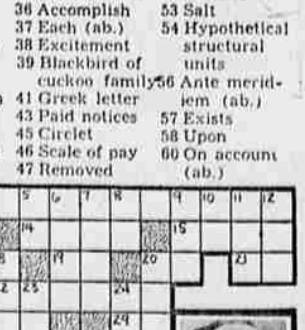 36 Accomplish
37 Each (ab.)
38 Excitement
39 Blackbird of
cuckoo family
41 Greek letter
43 Paid notices
45 Circlet
46 Scale of pay
47 Removed
53 Salt
54 Hypothetical
structural
units
56 Ante merid-
iem (ab.)
57 Exists
58 Upon
60 On account
(ab.)
5 6 7 8 9 10 11 12
14 15
19 20 21
23 24
29